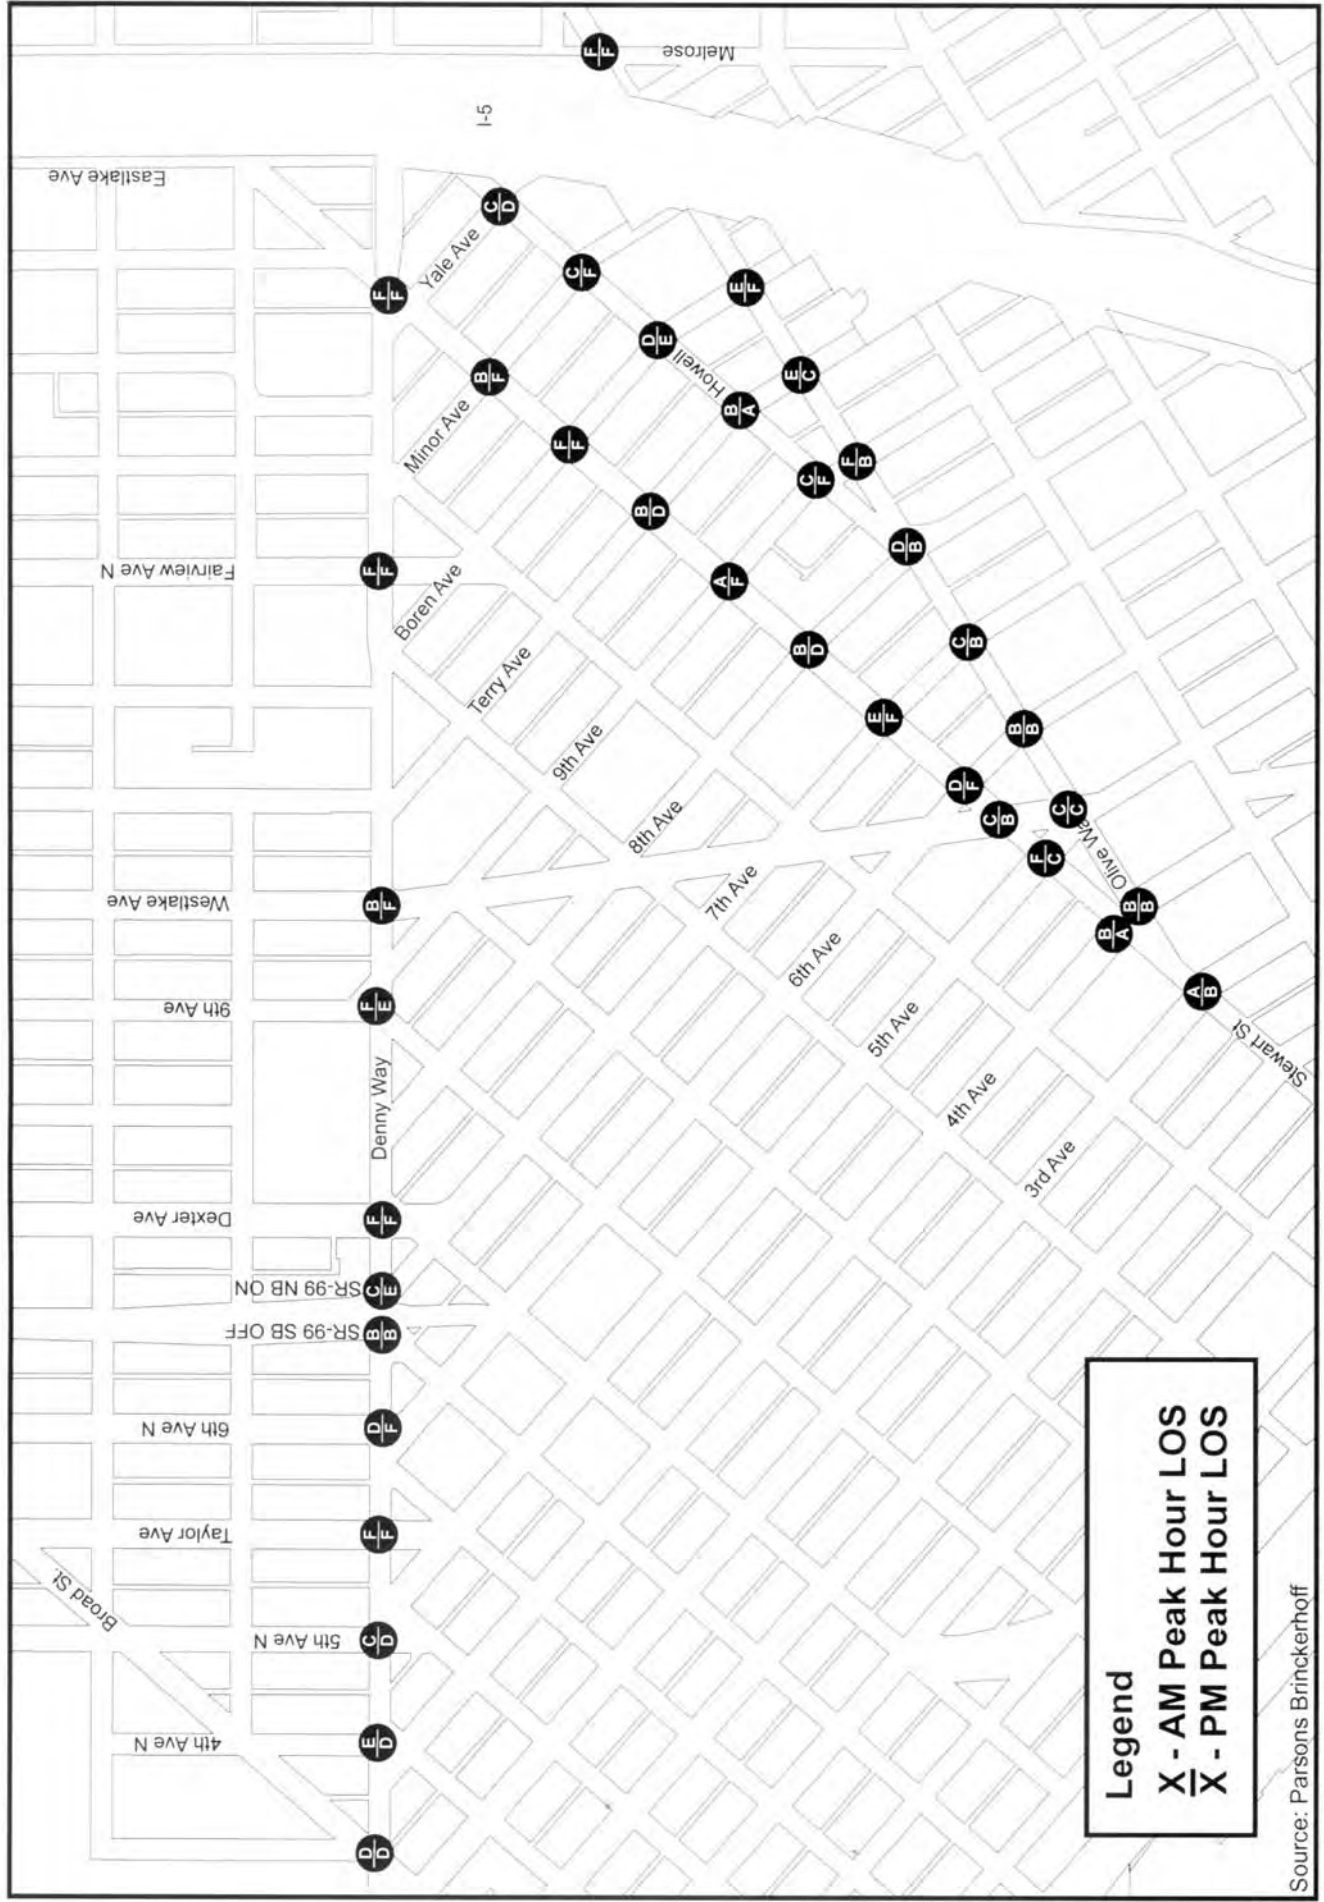 Broad St
4th Ave N
5th Ave N
Taylor Ave
6th Ave N
SR-99 SB OFF
SR-99 NB ON
Dexter Ave
9th Ave
Westlake Ave
Fairview Ave N
Eastlake Ave
I-5
Melrose
Denny Way
D
D
E
D
C
D
F
F
D
F
B
B
C
E
F
F
F
E
B
F
F
F
F
F
F
F
Yale Ave
Minor Ave
Boren Ave
Terry Ave
9th Ave
8th Ave
7th Ave
6th Ave
5th Ave
4th Ave
3rd Ave
B
F
F
F
B
D
A
F
B
D
E
F
D
F
C
B
F
C
B
A
A
B
Stewart St
C
D
C
F
D
E
Howell
B
A
C
F
E
F
E
C
F
B
D
B
C
B
B
B
C
C
Olive Wa
B
B
Legend
X - AM Peak Hour LOS
X - PM Peak Hour LOS
Source: Parsons Brinckerhoff